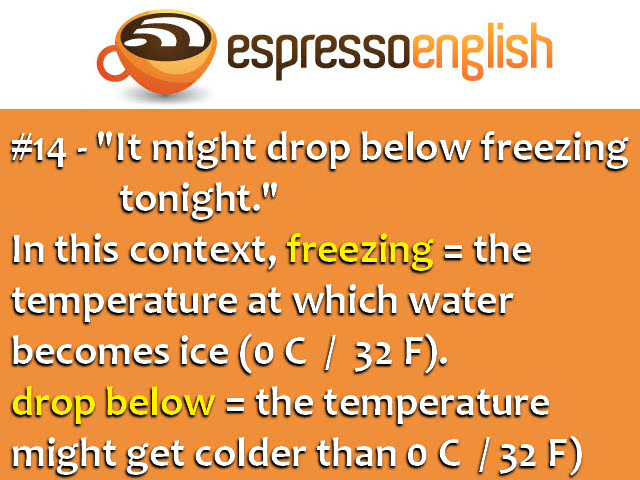 espressoenglish
#14 - "It might drop below freezing
tonight."
In this context, freezing = the
temperature at which water
becomes ice (0 C / 32 F).
drop below = the temperature
might get colder than 0 C / 32 F)